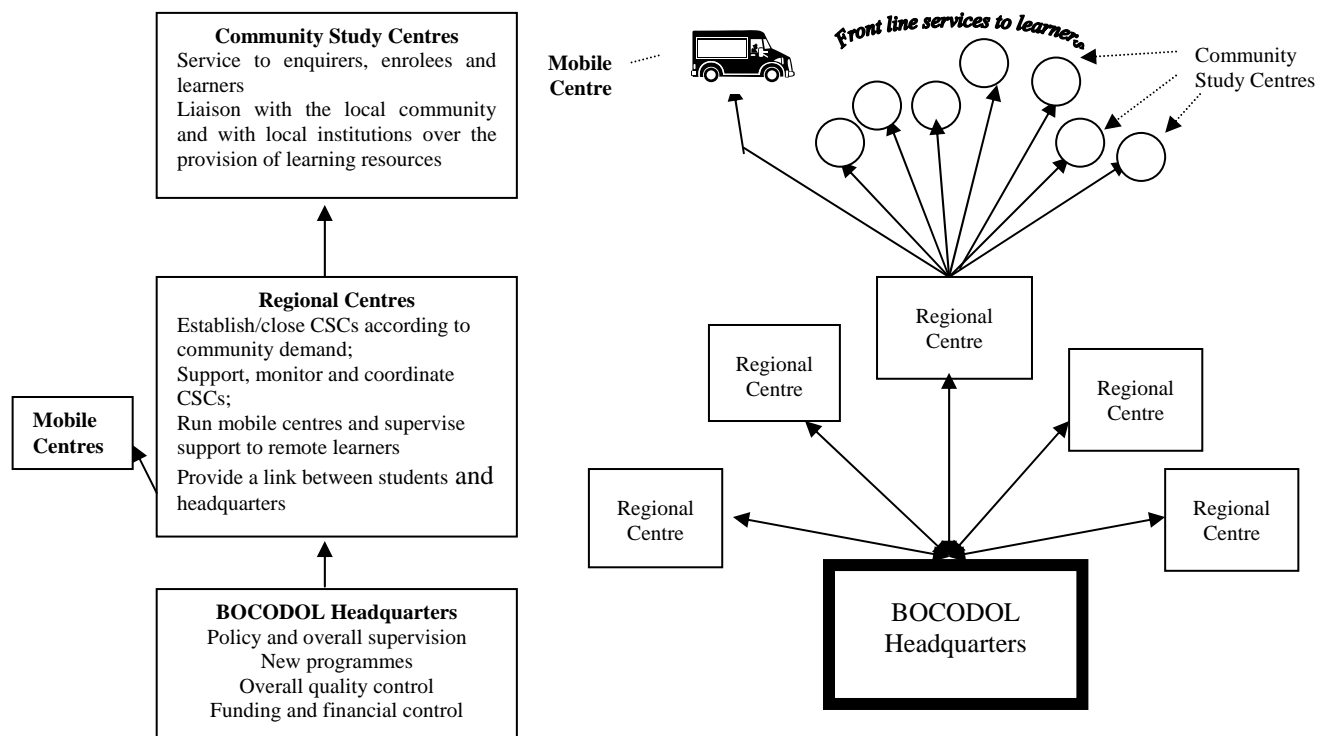 Community Study Centres
Service to enquirers, enrolees and
learners
Liaison with the local community
and with local institutions over the
provision of learning resources
Regional Centres
Establish/close CSCs according to
community demand;
Support, monitor and coordinate
CSCs;
Run mobile centres and supervise
support to remote learners
Provide a link between students and
headquarters
Mobile
Centres
BOCODOL Headquarters
Policy and overall supervision
New programmes
Overall quality control
Funding and financial control
Front line services to learners
Mobile
Centre
Community
Study Centres
Regional
Centre
Regional
Centre
Regional
Centre
Regional
Centre
Regional
Centre
BOCODOL
Headquarters